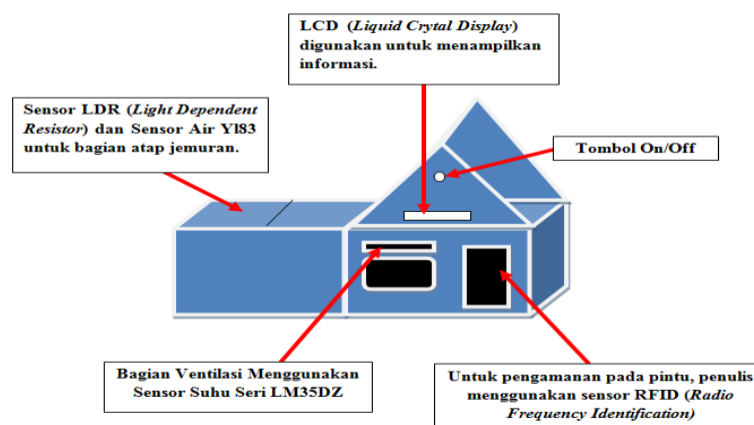 LCD (Liquid Crytal Display)
digunakan untuk menampilkan
informasi.
Sensor LDR (Light Dependent
Resistor) dan Sensor Air Yl83
untuk bagian atap jemuran.
Tombol On/Off
Bagian Ventilasi Menggunakan
Sensor Suhu Seri LM35DZ
Untuk pengamanan pada pintu, penulis
menggunakan sensor RFID (Radio
Frequency Identification)